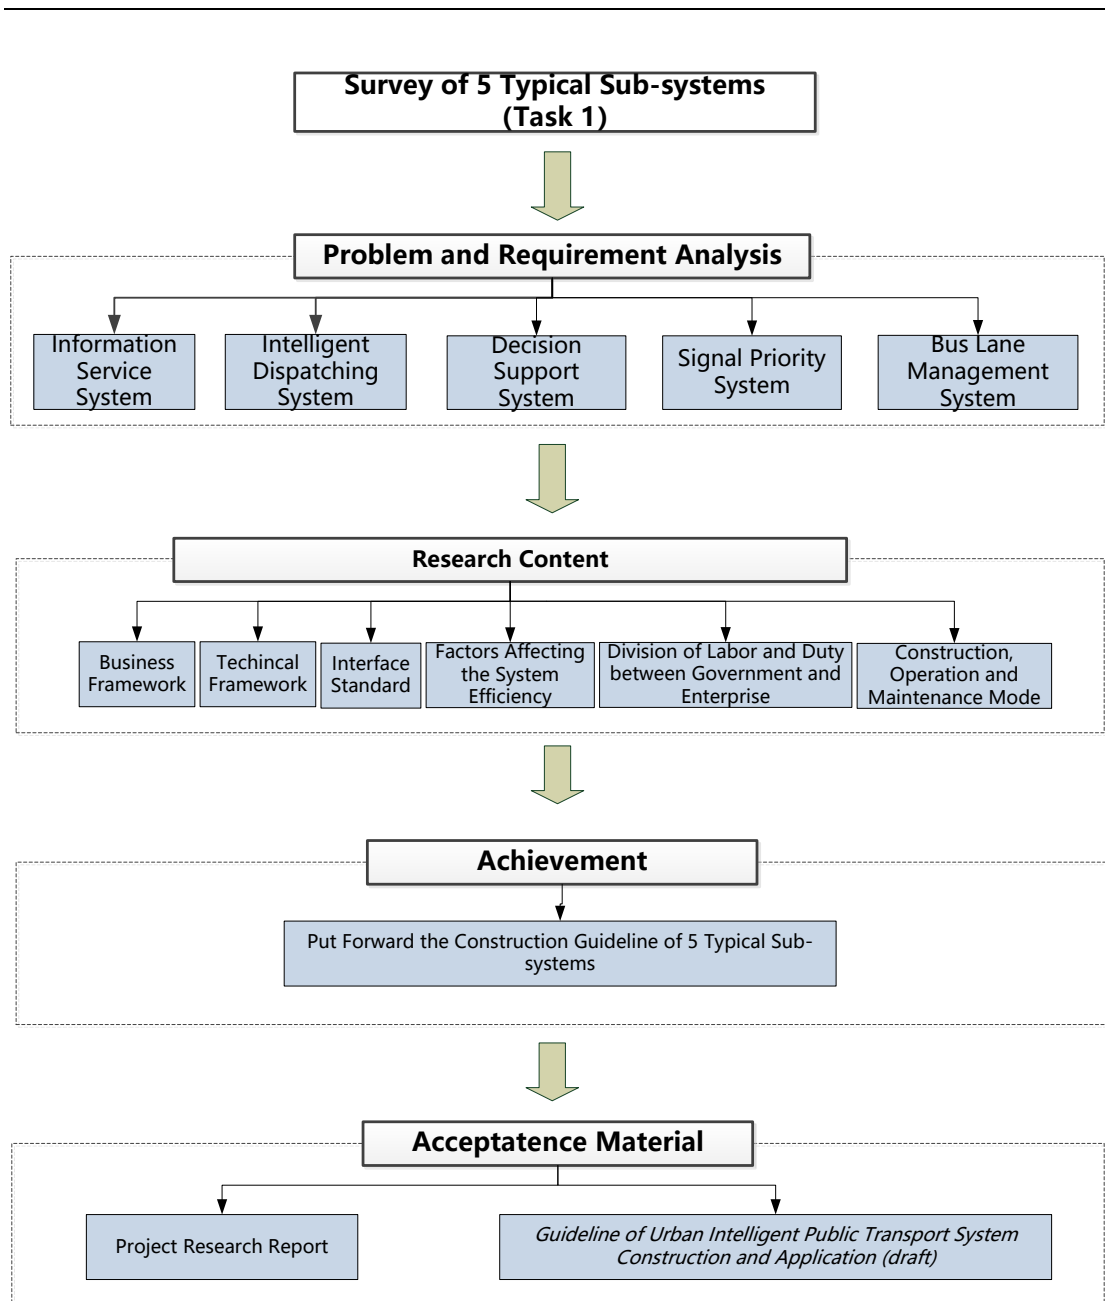 Survey of 5 Typical Sub-systems
(Task 1)
Problem and Requirement Analysis
Information
Service
System
Intelligent
Dispatching
System
Decision
Support
System
Signal Priority
System
Bus Lane
Management
System
Research Content
Business
Framework
Techincal
Framework
Interface
Standard
Factors Affecting
the System
Efficiency
Division of Labor and Duty
between Government and
Enterprise
Construction,
Operation and
Maintenance Mode
Achievement
Put Forward the Construction Guideline of 5 Typical Sub-
systems
Acceptatence Material
Project Research Report
Guideline of Urban Intelligent Public Transport System
Construction and Application (draft)